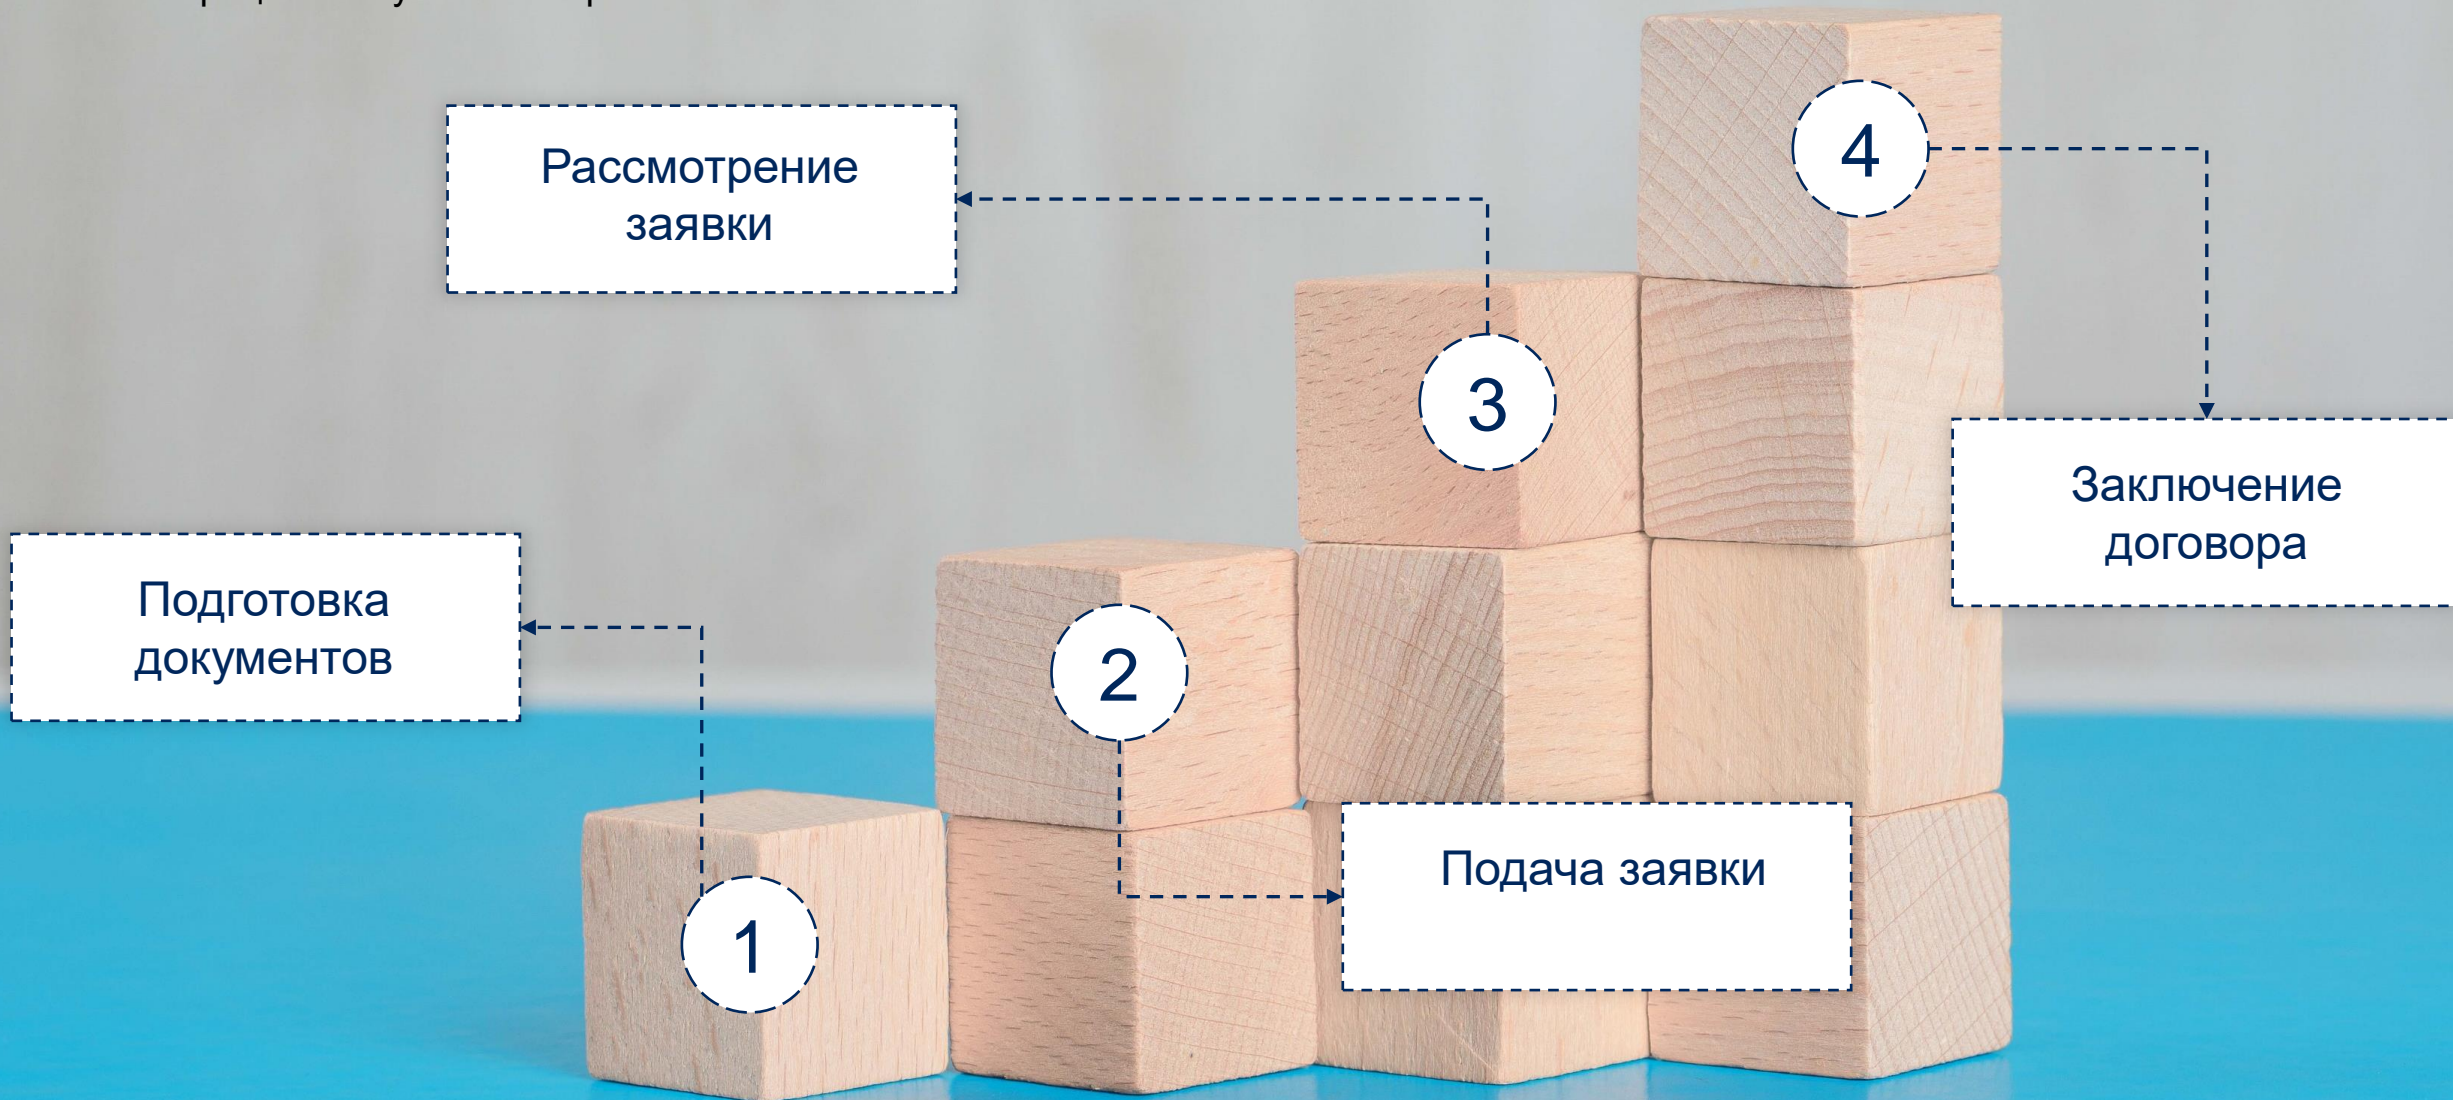 4
Рассмотрение
заявки
3
Заключение
договора
Подготовка
документов
2
Подача заявки
1